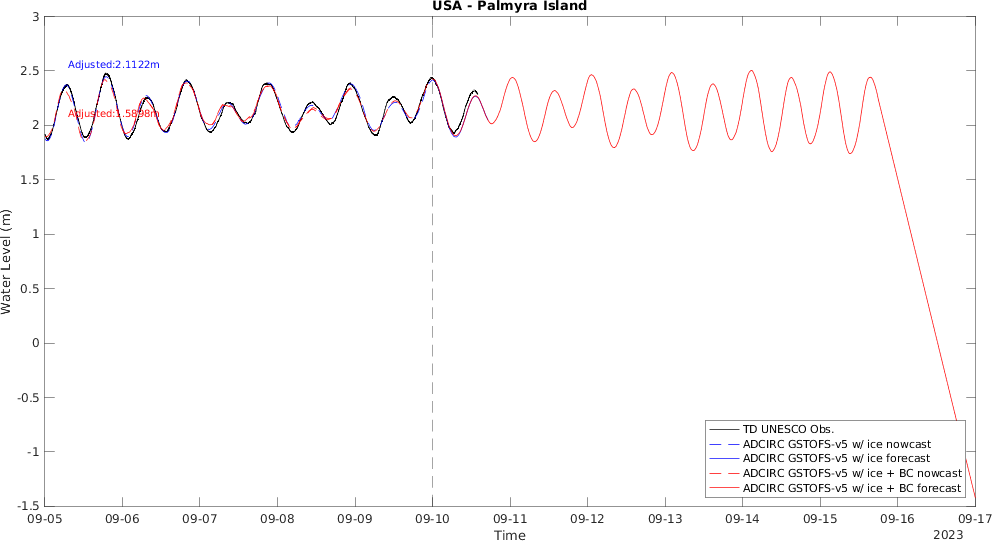 USA - Palmyra Island
3
2.5
2
1.5
1
0.5
0
-0.5
-1
-1.5
Water Level (m)
Adjusted:2.1122m
Adjusted:1.5898m
TD UNESCO Obs.
ADCIRC GSTOFS-v5 w/ ice nowcast
ADCIRC GSTOFS-v5 w/ ice forecast
ADCIRC GSTOFS-v5 w/ ice + BC nowcast
ADCIRC GSTOFS-v5 w/ ice + BC forecast
09-05 09-06 09-07 09-08 09-09 09-10 09-11 09-12 09-13 09-14 09-15 09-16 09-17
Time
2023